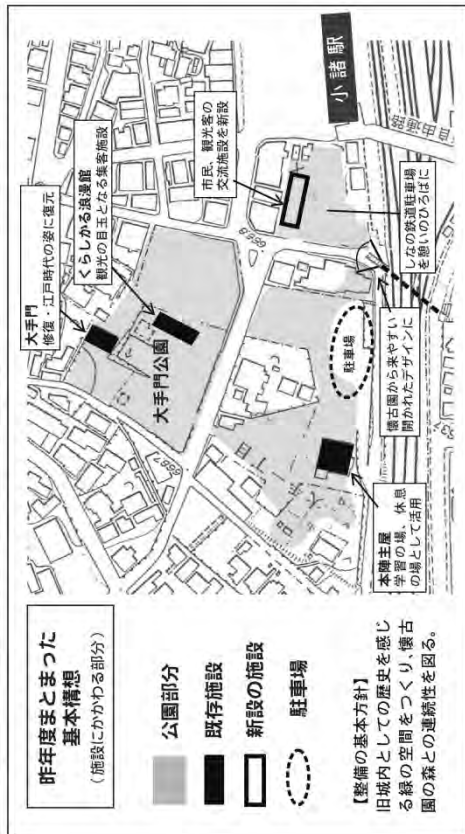 昨年度まとまった
基本構想
（施設にかかわる部分）
公園部分
既存施設
新設の施設
駐車場
【整備の基本方針】
旧城内としての歴史を感じ
る緑の空間をつくり、懐古
園の森との連続性を図る。
大手門
修復・江戸時代の姿に復元
くらしかる浪漫館
観光の目玉となる集客施設
大手門公園
市民、観光客の
交流施設を新設
小諸駅
自由通路
しなの鉄道駐車場
を憩いのひろばに
懐古園から来やすい
開かれたデザインに
駐車場
本陣主屋
学習の場、休息
の場として活用
大手一丁目